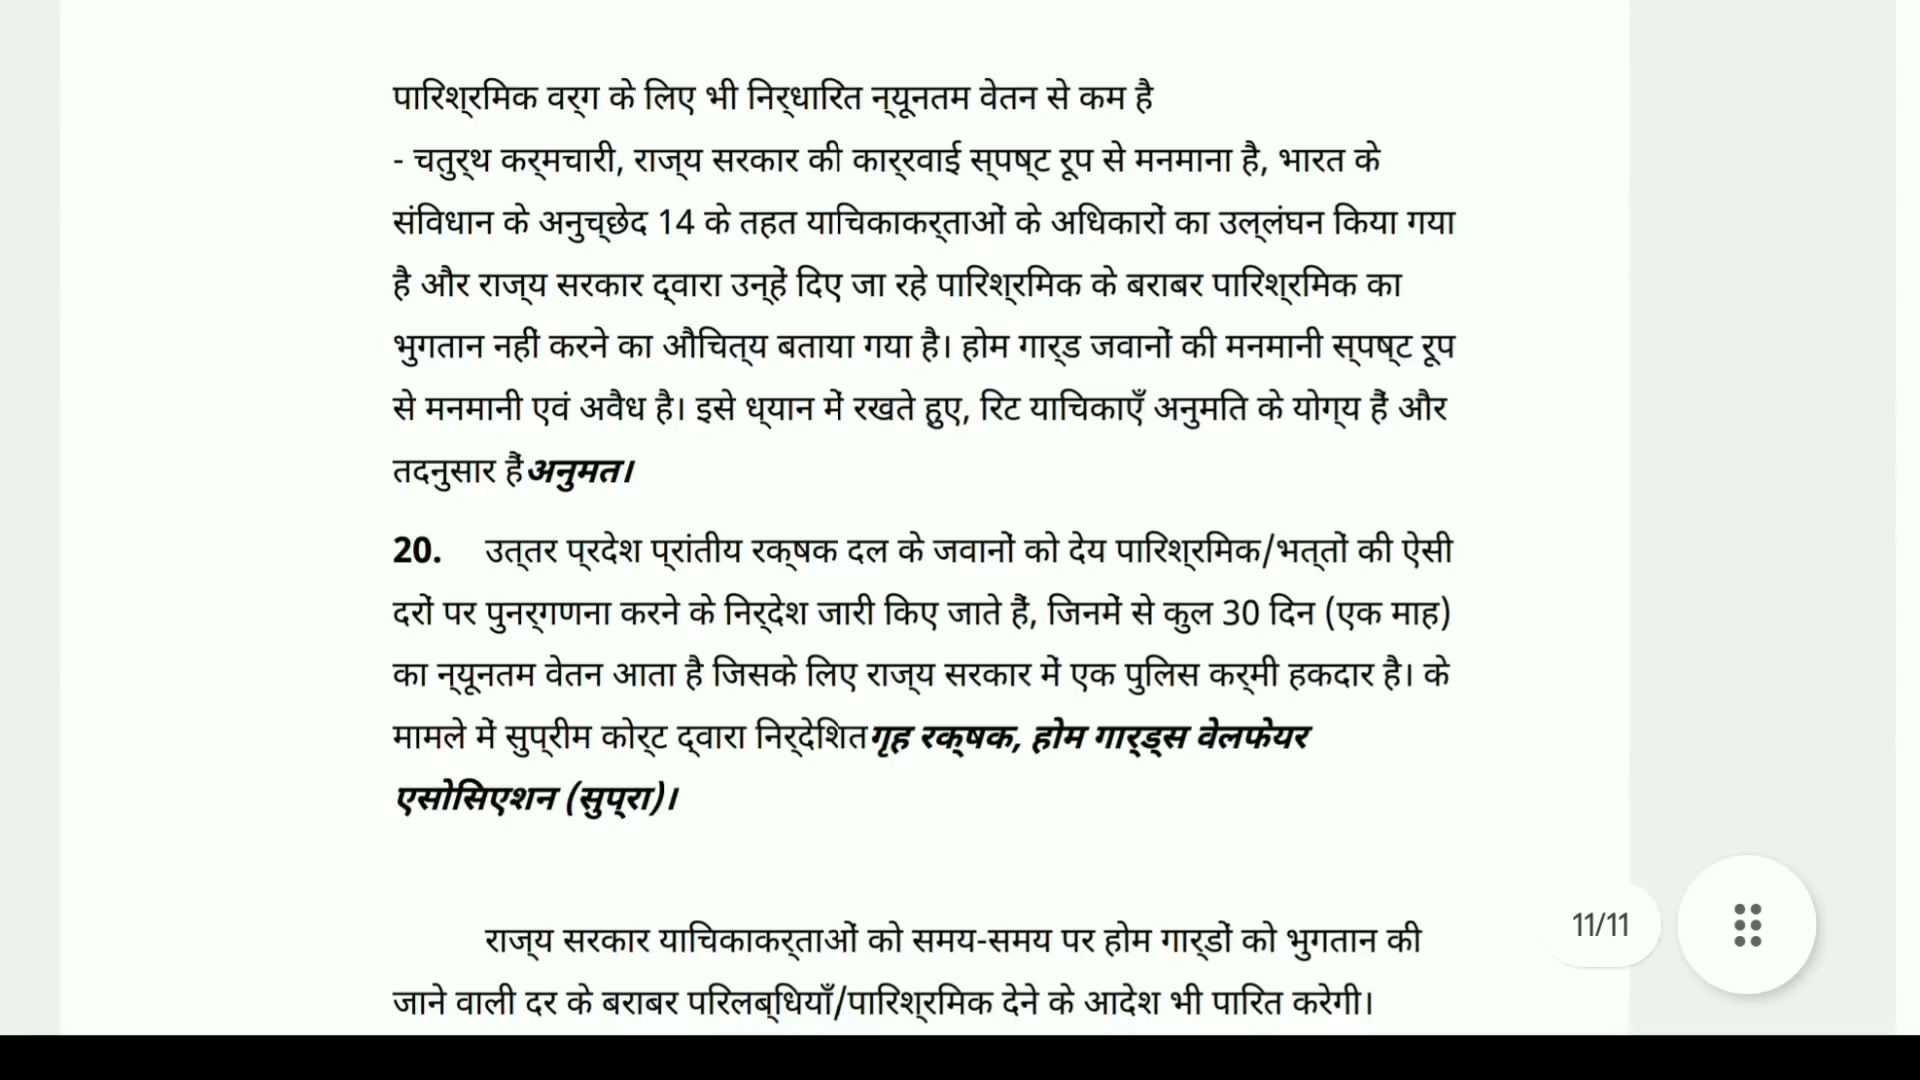 पारिश्रमिक वर्ग के लिए भी निर्धारित न्यूनतम वेतन से कम है
- चतुर्थ कर्मचारी, राज्य सरकार की कार्रवाई स्पष्ट रूप से मनमाना है, भारत के
संविधान के अनुच्छेद 14 के तहत याचिकाकर्ताओं के अधिकारों का उल्लंघन किया गया
है और राज्य सरकार द्वारा उन्हें दिए जा रहे पारिश्रमिक के बराबर पारिश्रमिक का
भुगतान नहीं करने का औचित्य बताया गया है। होम गार्ड जवानों की मनमानी स्पष्ट रूप
से मनमानी एवं अवैध है। इसे ध्यान में रखते हुए, रिट याचिकाएँ अनुमति के योग्य हैं और
तदनुसार हैं अनुमत।
20. उत्तर प्रदेश प्रांतीय रक्षक दल के जवानों को देय पारिश्रमिक/भत्तों की ऐसी
दरों पर पुनर्गणना करने के निर्देश जारी किए जाते हैं, जिनमें से कुल 30 दिन (एक माह)
का न्यूनतम वेतन आता है जिसके लिए राज्य सरकार में एक पुलिस कर्मी हकदार है। के
मामले में सुप्रीम कोर्ट द्वारा निर्देशित गृह रक्षक, होम गार्ड्स वेलफेयर
एसोसिएशन (सुप्रा)।
राज्य सरकार याचिकाकर्ताओं को समय-समय पर होम गार्डों को भुगतान की
जाने वाली दर के बराबर परिलब्धियाँ/पारिश्रमिक देने के आदेश भी पारित करेगी।
11/11